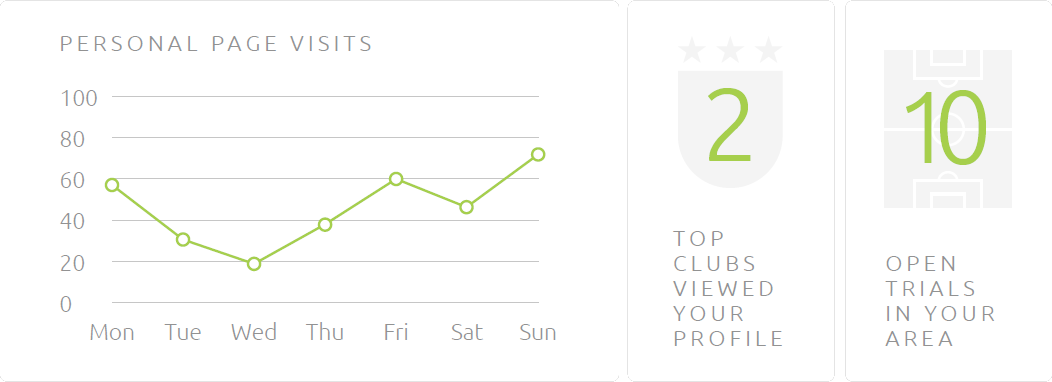 PERSONAL PAGE VISITS
100
80
60
40
20
0
Mon Tue Wed Thu Fri Sat Sun
2
TOP
CLUBS
VIEWED
YOUR
PROFILE
10
OPEN
TRIALS
IN YOUR
AREA